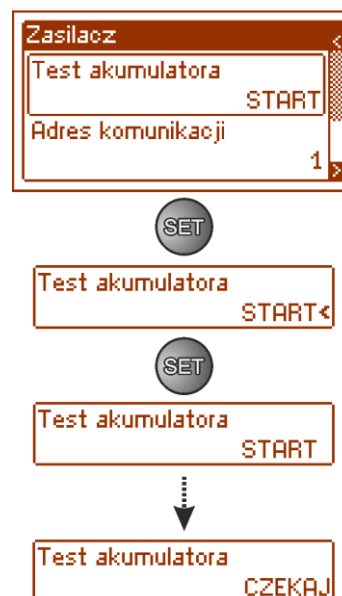 Zasilacz
Test akumulatora
START
Adres komunikacji
1
SET
Test akumulatora
START<
SET
Test akumulatora
START
Test akumulatora
CZEKAJ